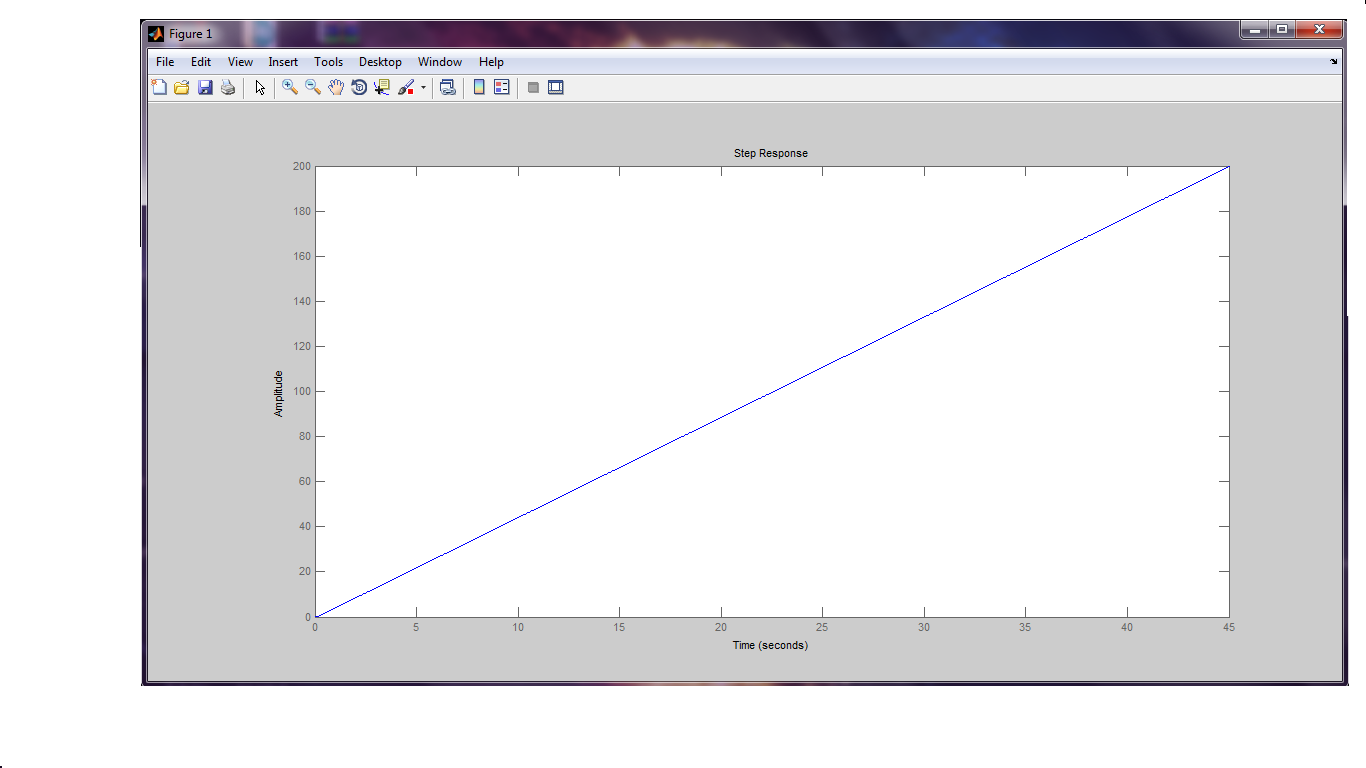 Figure 1
File Edit View Insert Tools Desktop Window Help
Step Response
200
180
160
140
120
100
80
60
40
20
0
Amplitude
0 5 10 15 20 25 30 35 40 45
Time (seconds)